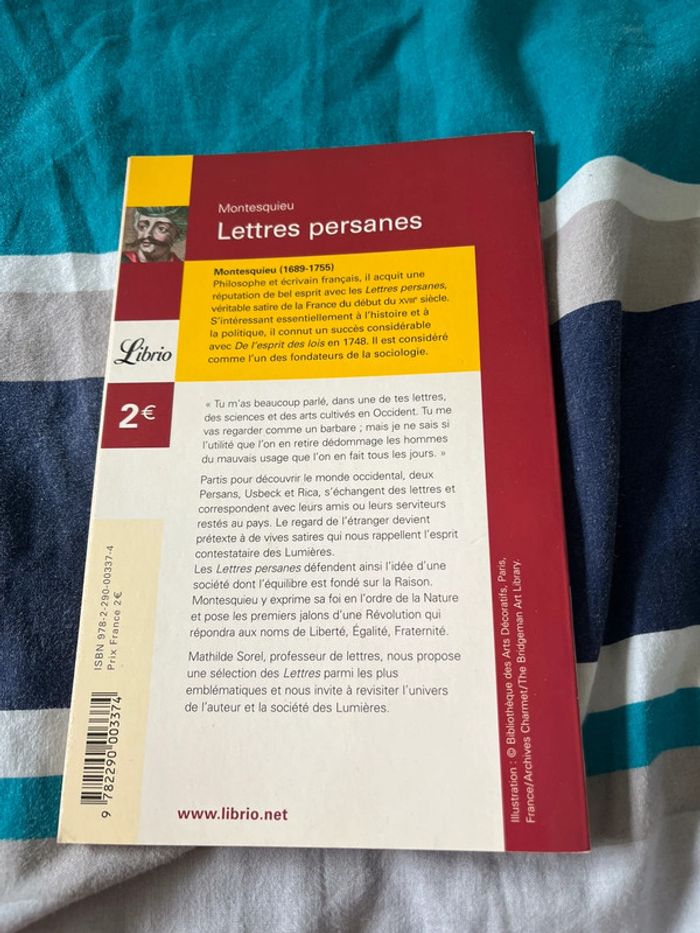 Montesquieu
Lettres persanes
Montesquieu (1689-1755)
Philosophe et écrivain français, il acquit une
réputation de bel esprit avec les Lettres persanes,
véritable satire de la France du début du XVIIIe siècle.
S'intéressant essentiellement à l'histoire et à
la politique, il connut un succès considérable
avec De l'esprit des lois en 1748. Il est considéré
comme l'un des fondateurs de la sociologie.
Librio
2€
« Tu m'as beaucoup parlé, dans une de tes lettres,
des sciences et des arts cultivés en Occident. Tu me
vas regarder comme un barbare ; mais je ne sais si
l'utilité que l'on en retire dédommage les hommes
du mauvais usage que l'on en fait tous les jours. »
Partis pour découvrir le monde occidental, deux
Persans, Usbeck et Rica, s'échangent des lettres et
correspondent avec leurs amis ou leurs serviteurs
restés au pays. Le regard de l'étranger devient
prétexte à de vives satires qui nous rappellent l'esprit
contestataire des Lumières.
Les Lettres persanes défendent ainsi l'idée d'une
société dont l'équilibre est fondé sur la Raison.
Montesquieu y exprime sa foi en l'ordre de la Nature
et pose les premiers jalons d'une Révolution qui
répondra aux noms de Liberté, Égalité, Fraternité.
Mathilde Sorel, professeur de lettres, nous propose
une sélection des Lettres parmi les plus
emblématiques et nous invite à revisiter l'univers
de l'auteur et la société des Lumières.
www.librio.net
ISBN 978-2-290-00337-4
Prix France 2€
9 782290 003374
Illustration : © Bibliothèque des Arts Décoratifs, Paris,
France/Archives Charmet/The Bridgeman Art Library.